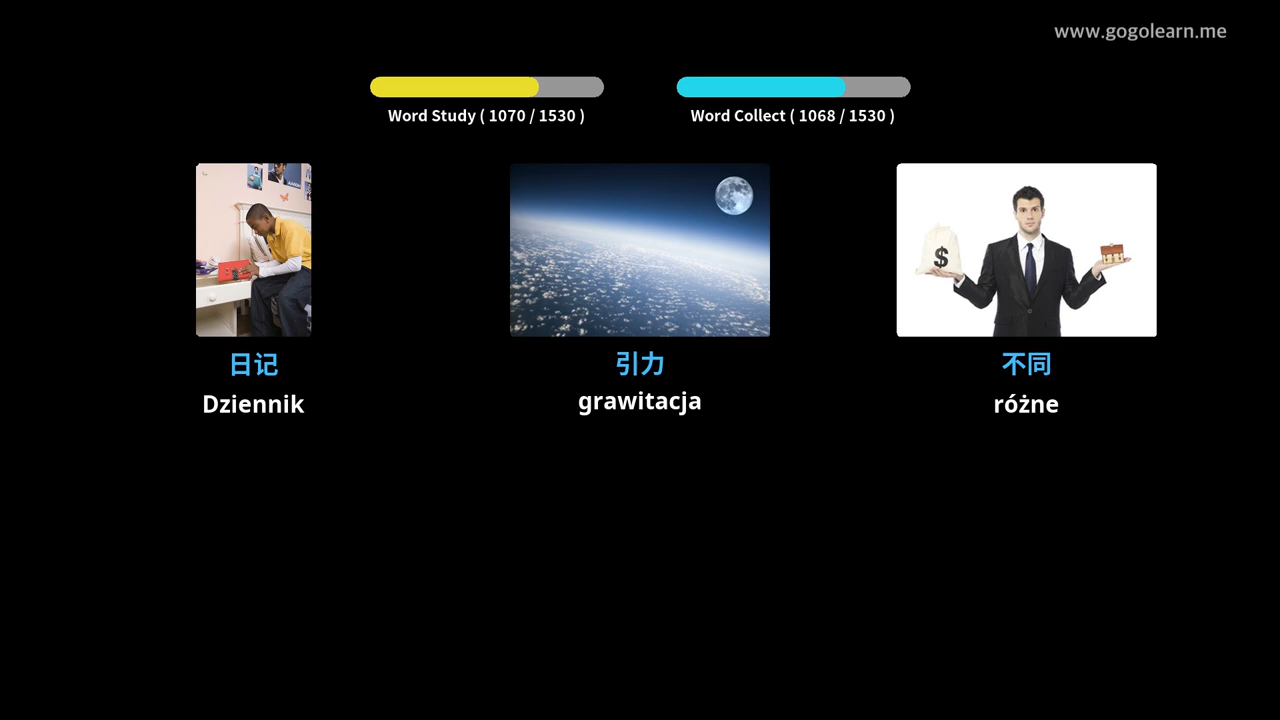 www.gogolearn.me
Word Study ( 1070 / 1530 )
Word Collect ( 1068 / 1530 )
$
日记
引力
不同
Dziennik
grawitacja
różne